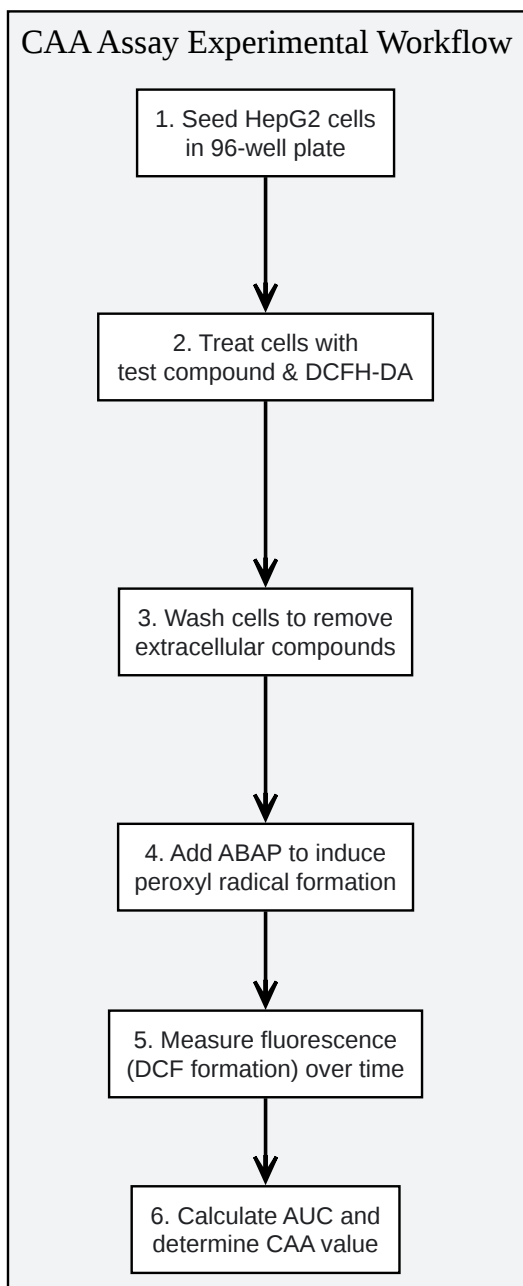 CAA Assay Experimental Workflow
1. Seed HepG2 cells
in 96-well plate
2. Treat cells with
test compound & DCFH-DA
3. Wash cells to remove
extracellular compounds
4. Add ABAP to induce
peroxyl radical formation
5. Measure fluorescence
(DCF formation) over time
6. Calculate AUC and
determine CAA value